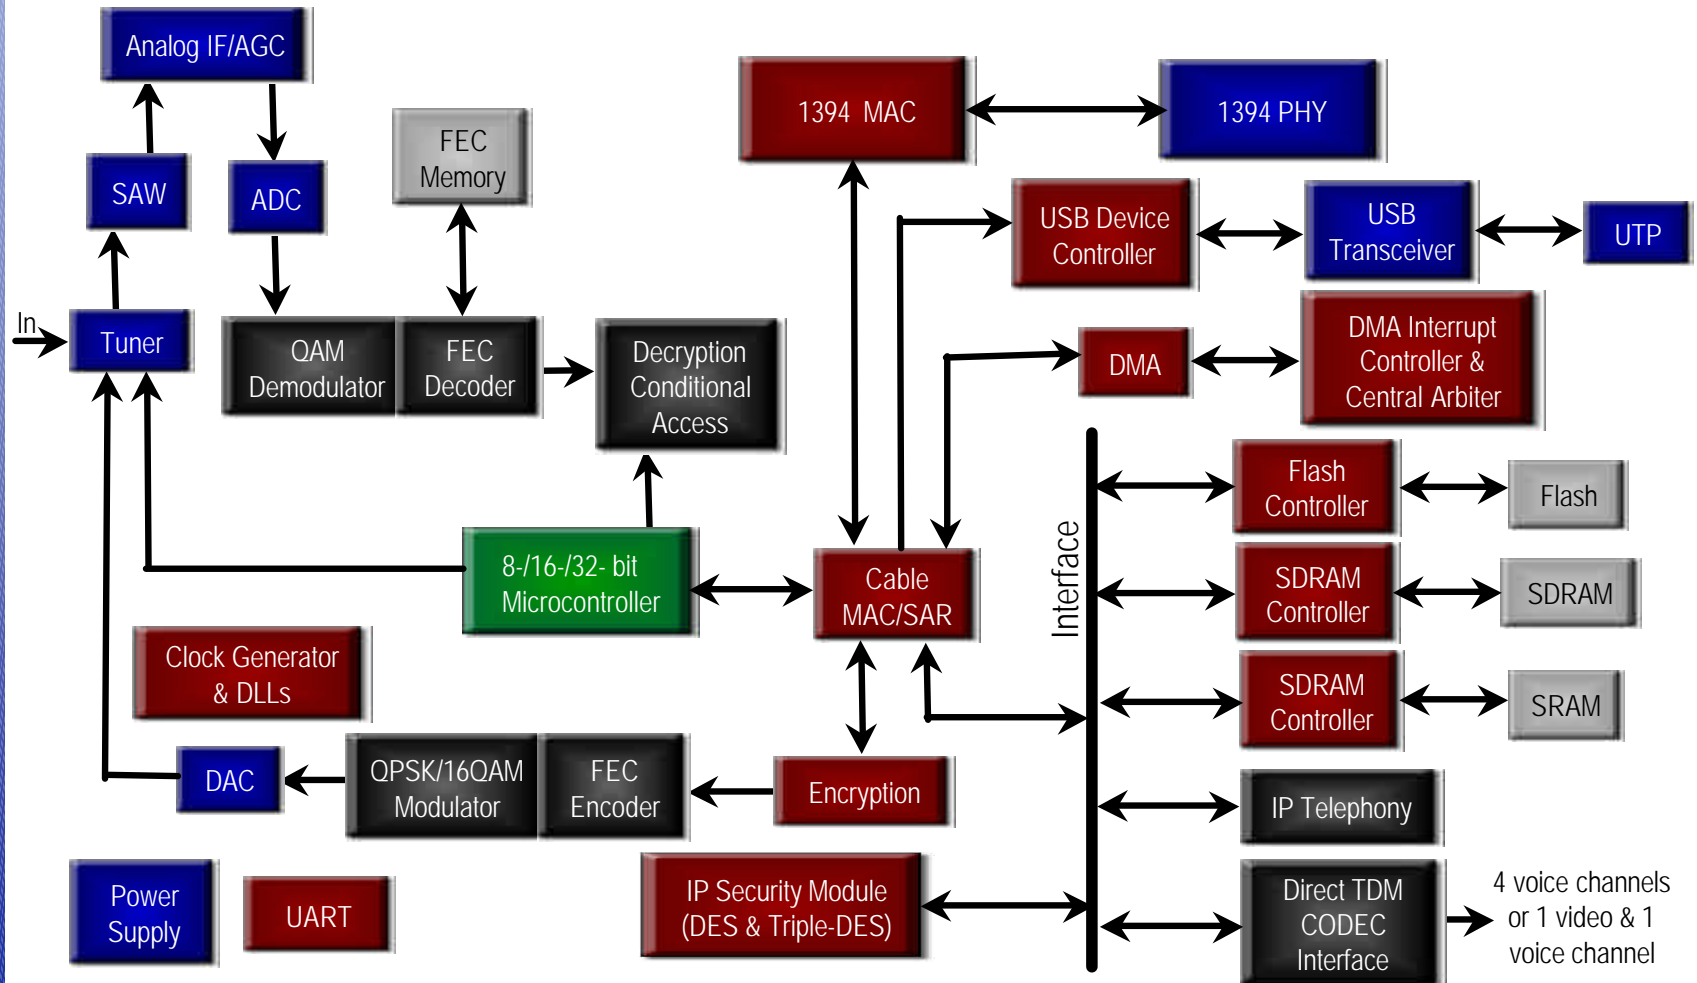 Analog IF/AGC
SAW
ADC
FEC
Memory
1394 MAC
1394 PHY
USB Device
Controller
USB
Transceiver
UTP
In
Tuner
QAM
Demodulator
FEC
Decoder
Decryption
Conditional
Access
DMA
DMA Interrupt
Controller &
Central Arbiter
Interface
Flash
Controller
Flash
8-/16-/32- bit
Microcontroller
Cable
MAC/SAR
SDRAM
Controller
SDRAM
Clock Generator
& DLLs
SDRAM
Controller
SRAM
DAC
QPSK/16QAM
Modulator
FEC
Encoder
Encryption
IP Telephony
Power
Supply
UART
IP Security Module
(DES & Triple-DES)
Direct TDM
CODEC
Interface
4 voice channels
or 1 video & 1
voice channel